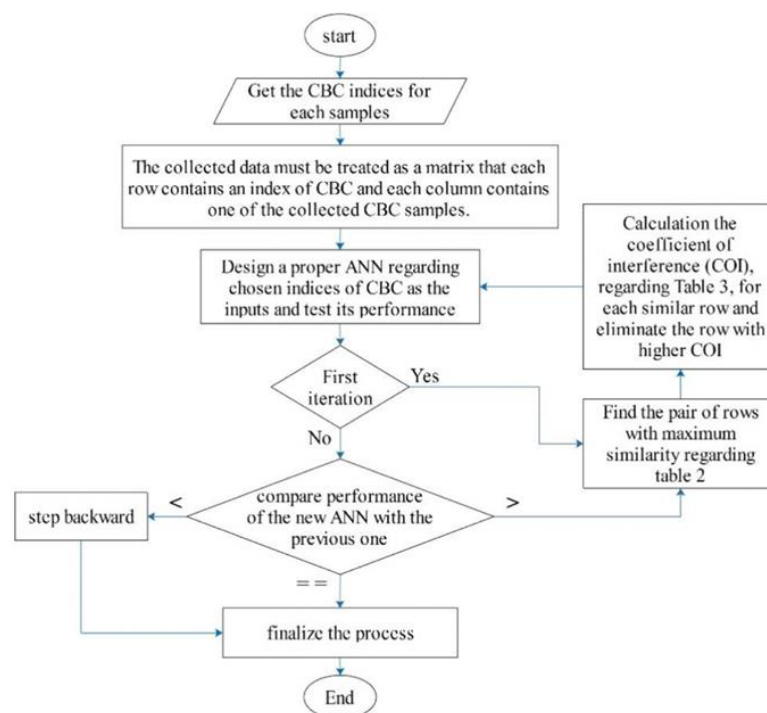 start
Get the CBC indices for
each samples
The collected data must be treated as a matrix that each
row contains an index of CBC and each column contains
one of the collected CBC samples.
Design a proper ANN regarding
chosen indices of CBC as the
inputs and test its performance
Calculation the
coefficient of
interference (COI),
regarding Table 3, for
each similar row and
eliminate the row with
higher COI
First
iteration
Yes
No
Find the pair of rows
with maximum
similarity regarding
table 2
compare performance
of the new ANN with the
previous one
<
>
==
step backward
finalize the process
End